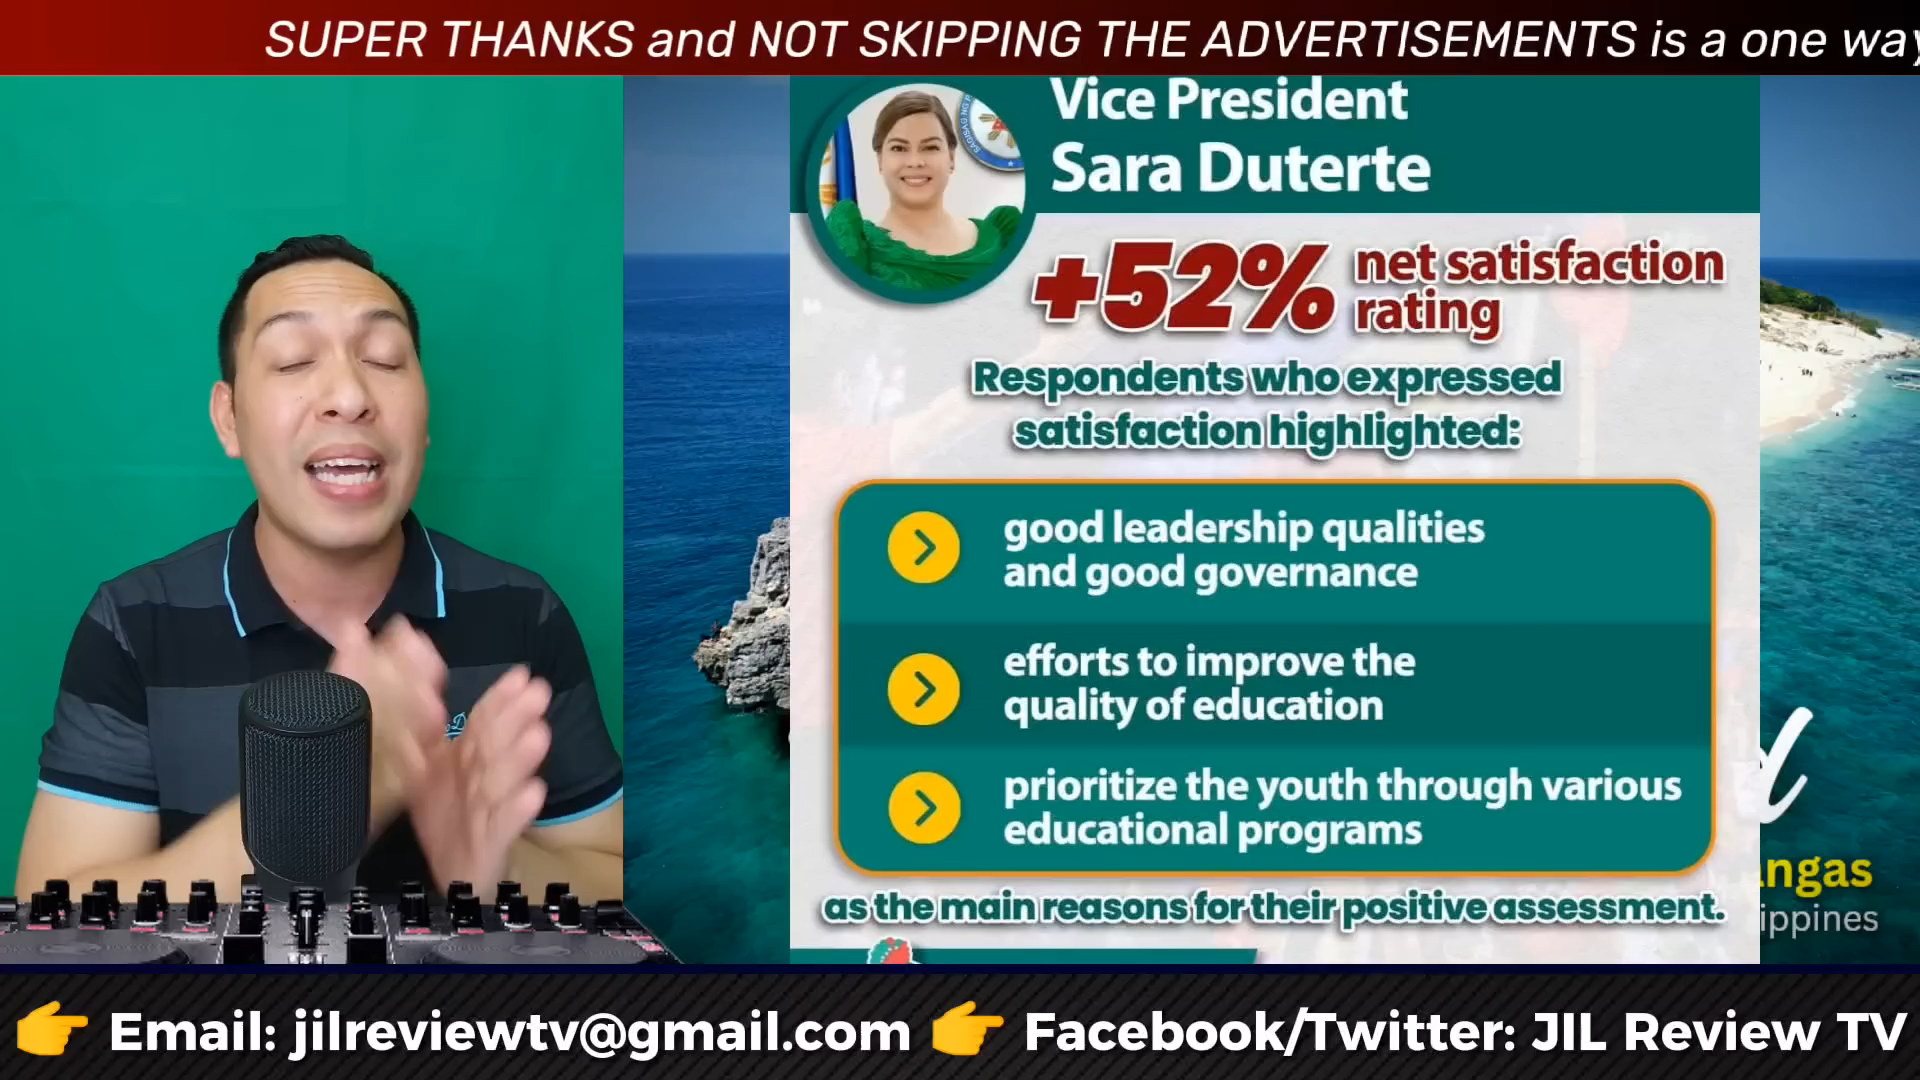 SUPER THANKS and NOT SKIPPING THE ADVERTISEMENTS is a one way
Vice President
Sara Duterte
+52% net satisfaction
rating
Respondents who expressed
satisfaction highlighted:
good leadership qualities
and good governance
efforts to improve the
quality of education
prioritize the youth through various
educational programs
as the main reasons for their positive assessment.
angas
ippines
Email: jilreviewtv@gmail.com Facebook/Twitter: JIL Review TV